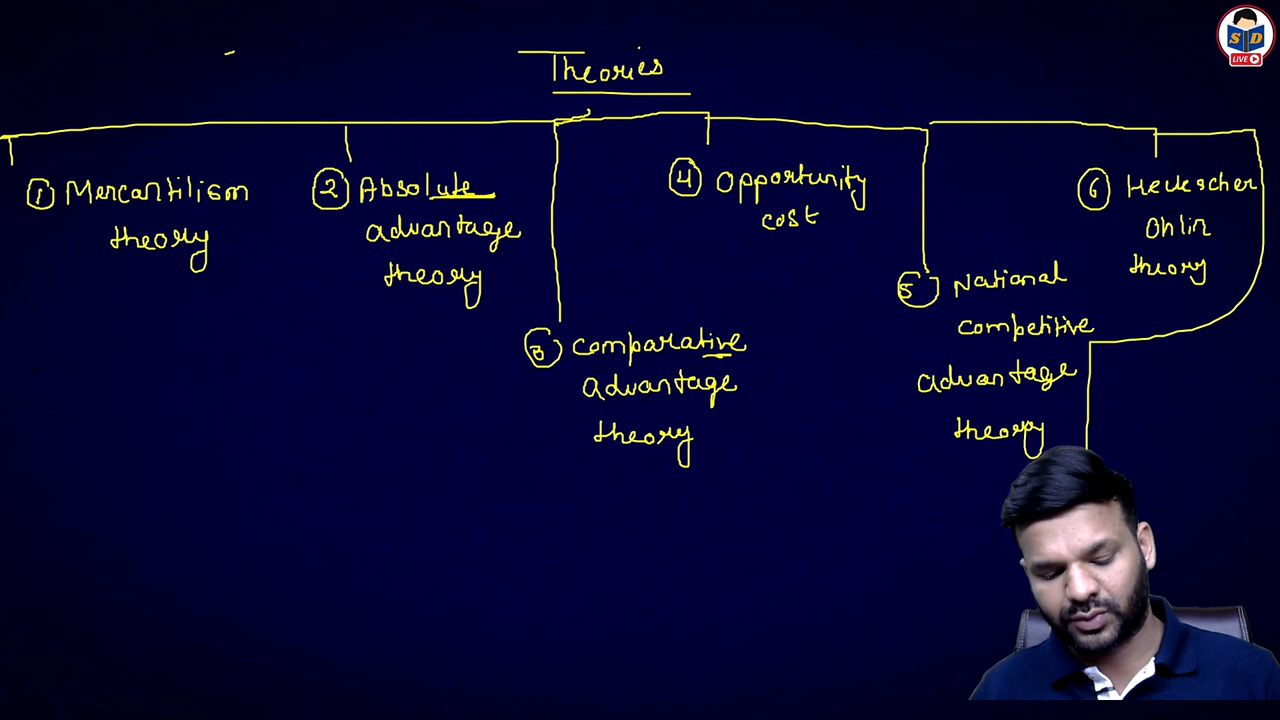 Theories
① Mercantilism
theory
② Absolute
advantage
theory
③ Comparative
advantage
theory
④ Opportunity
cost
⑤ National
competitive
advantage
theory
⑥ Heckscher
Ohlin
theory
S D
LIVE